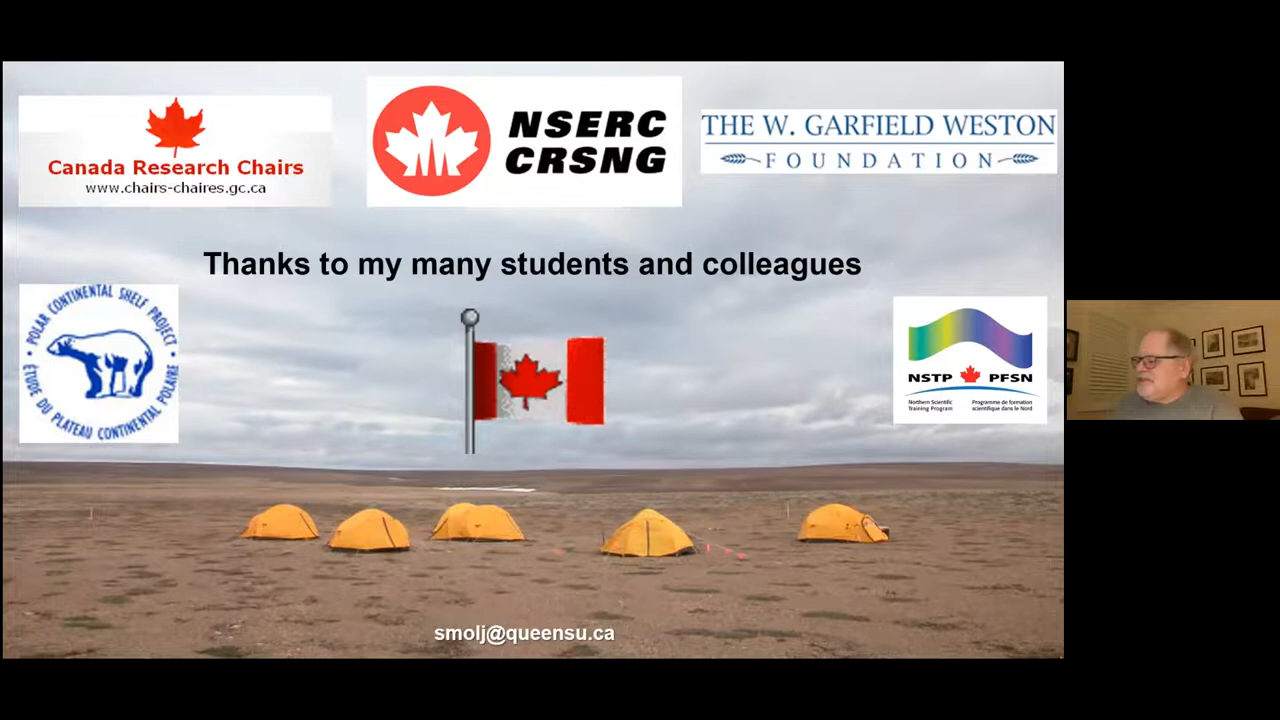 Canada Research Chairs
www.chairs-chaires.gc.ca
NSERC
CRSNG
THE W. GARFIELD WESTON
FOUNDATION
Thanks to my many students and colleagues
• POLAR CONTINENTAL SHELF PROJECT •
ÉTUDE DU PLATEAU CONTINENTAL POLAIRE
NSTP PFSN
Northern Scientific Training Program
Programme de formation scientifique dans le Nord
smolj@queensu.ca